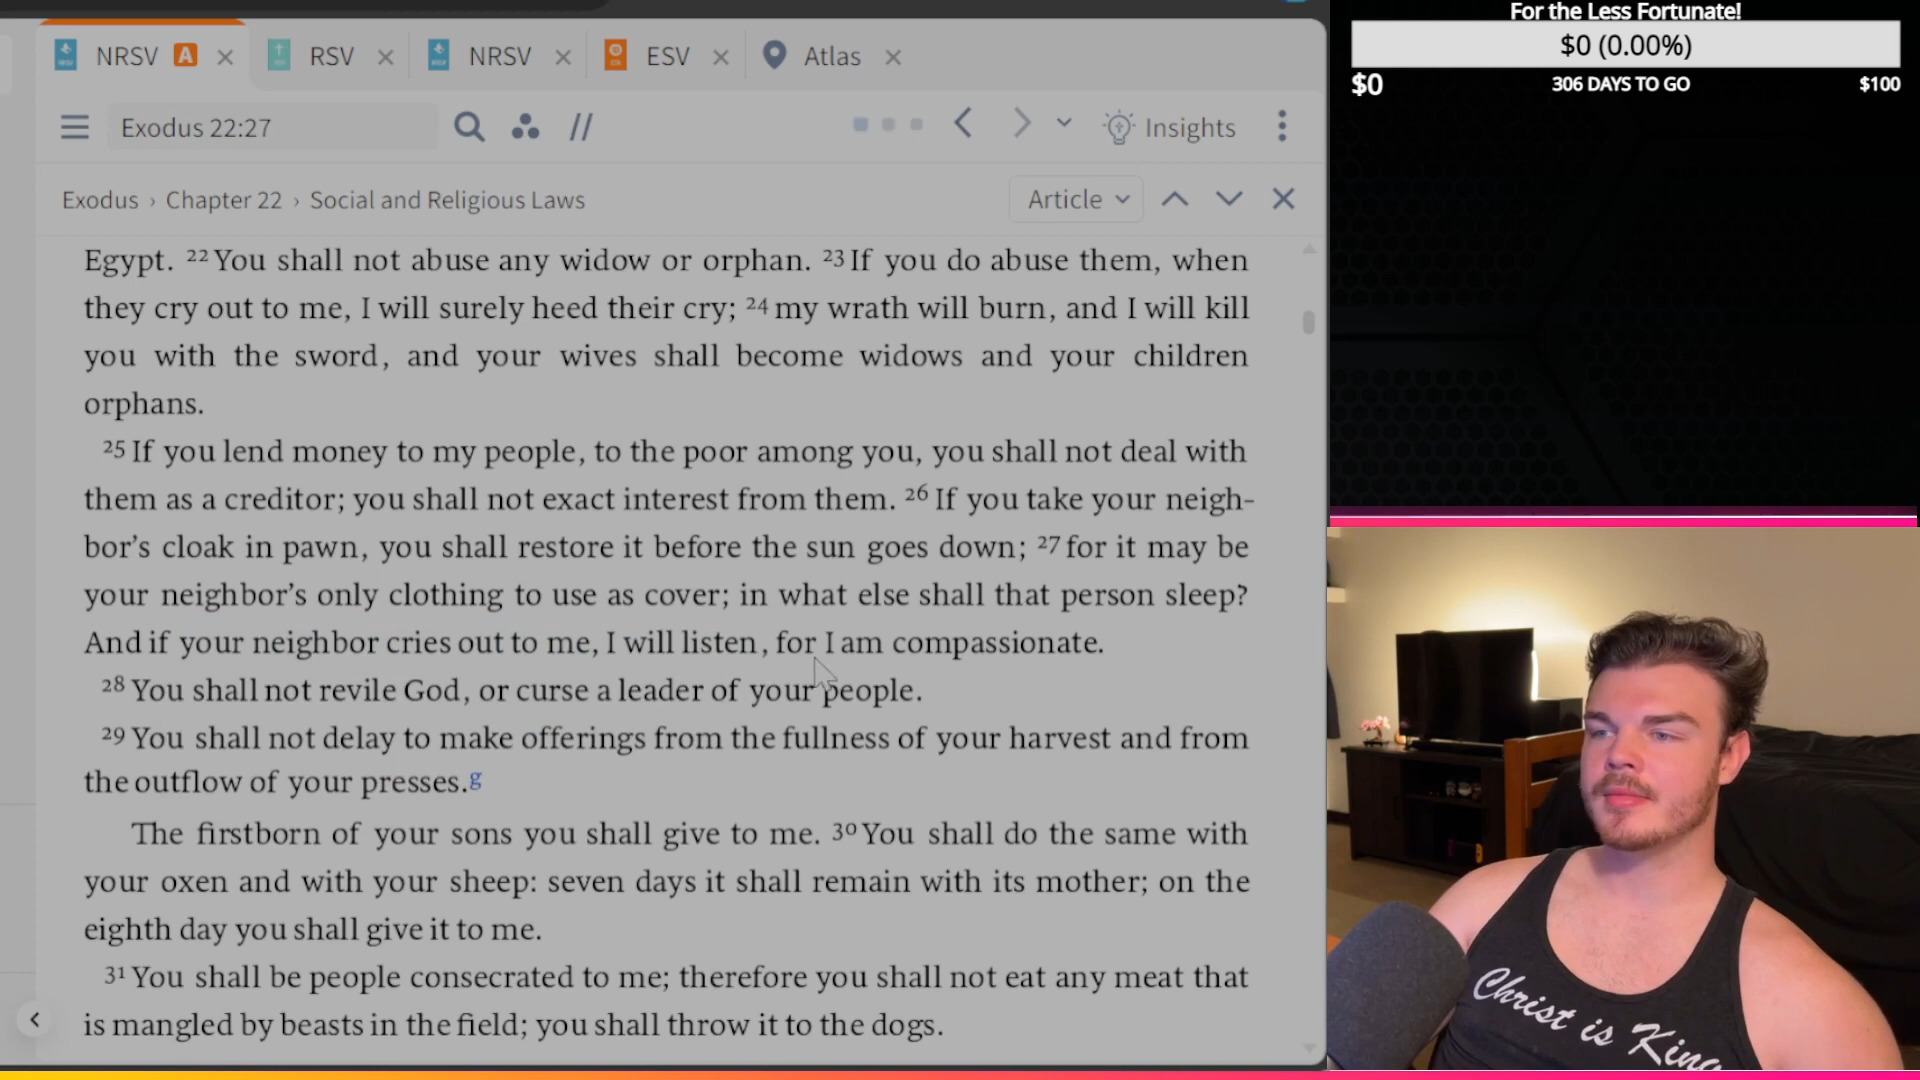 NRSV A
RSV
NRSV
ESV
Atlas
Exodus 22:27
Insights
Exodus › Chapter 22 › Social and Religious Laws
Article
Egypt. 22 You shall not abuse any widow or orphan. 23 If you do abuse them, when
they cry out to me, I will surely heed their cry; 24 my wrath will burn, and I will kill
you with the sword, and your wives shall become widows and your children
orphans.
25 If you lend money to my people, to the poor among you, you shall not deal with
them as a creditor; you shall not exact interest from them. 26 If you take your neigh-
bor’s cloak in pawn, you shall restore it before the sun goes down; 27 for it may be
your neighbor’s only clothing to use as cover; in what else shall that person sleep?
And if your neighbor cries out to me, I will listen, for I am compassionate.
28 You shall not revile God, or curse a leader of your people.
29 You shall not delay to make offerings from the fullness of your harvest and from
the outflow of your presses.g
The firstborn of your sons you shall give to me. 30 You shall do the same with
your oxen and with your sheep: seven days it shall remain with its mother; on the
eighth day you shall give it to me.
31 You shall be people consecrated to me; therefore you shall not eat any meat that
is mangled by beasts in the field; you shall throw it to the dogs.
For the Less Fortunate!
$0 (0.00%)
$0
306 DAYS TO GO
$100
Christ is King